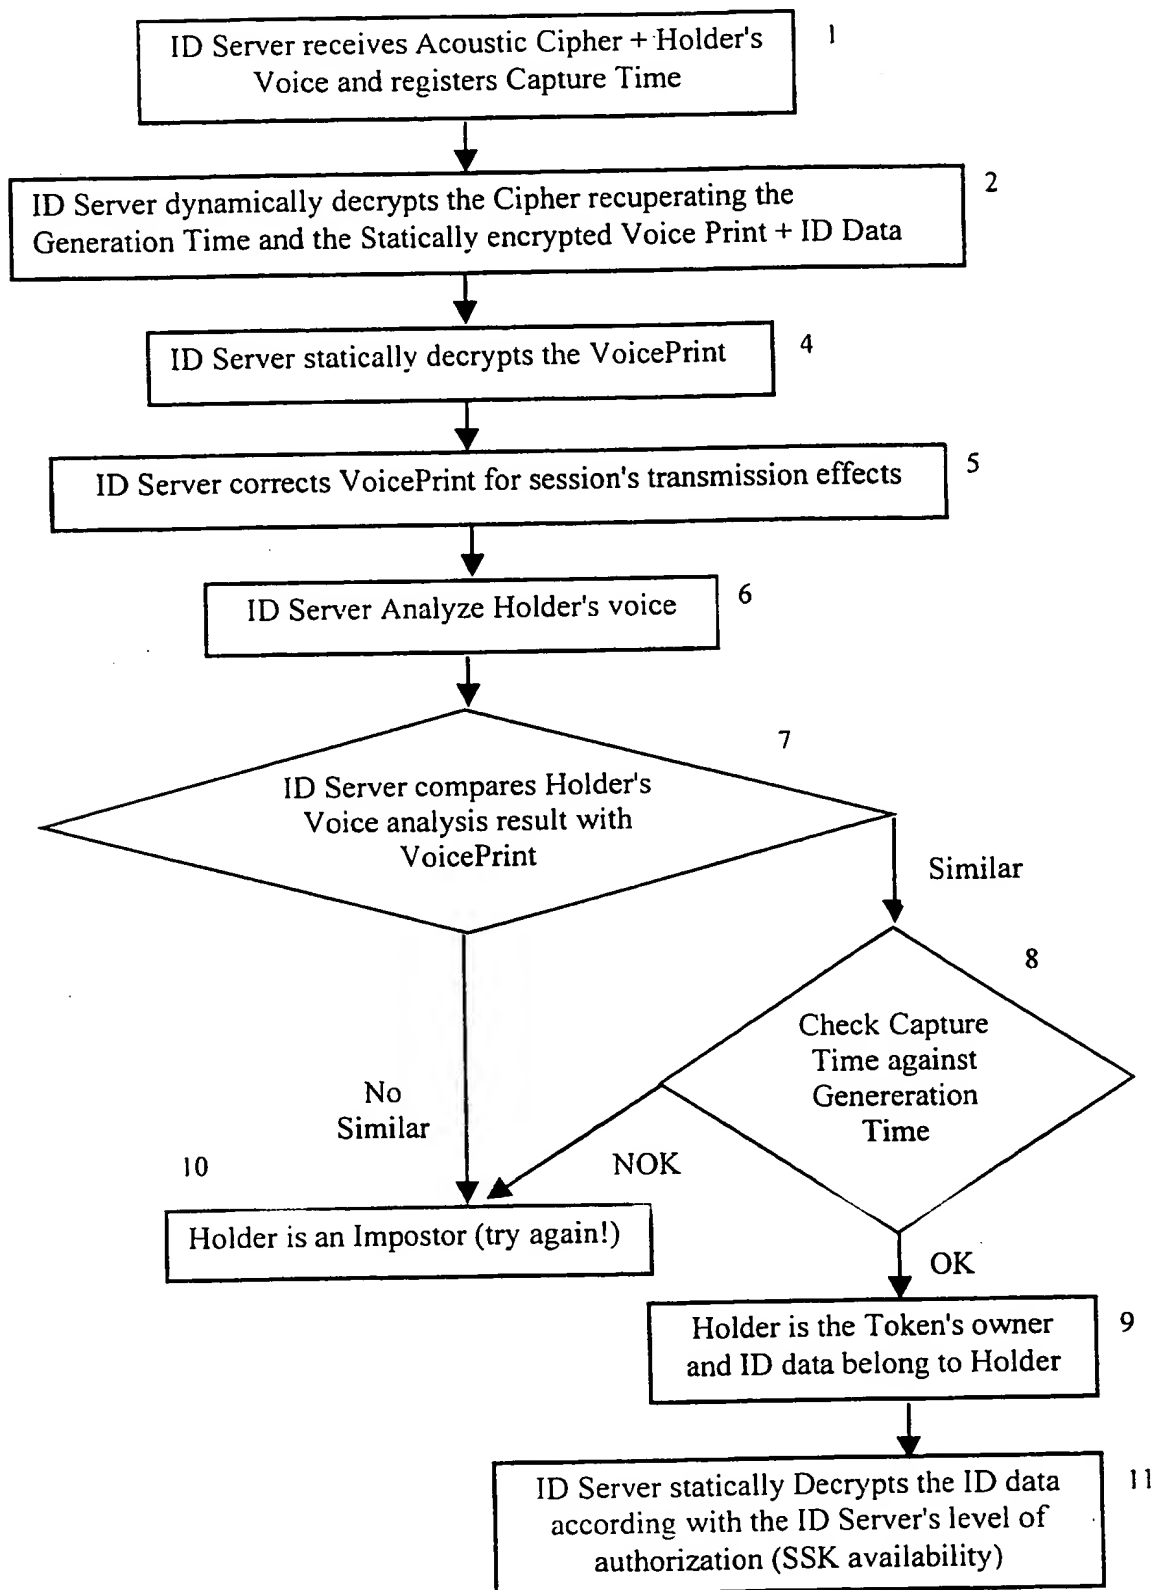 ID Server receives Acoustic Cipher + Holder's
Voice and registers Capture Time
1
ID Server dynamically decrypts the Cipher recuperating the
Generation Time and the Statically encrypted Voice Print + ID Data
2
ID Server statically decrypts the VoicePrint
4
ID Server corrects VoicePrint for session's transmission effects
5
ID Server Analyze Holder's voice
6
7
ID Server compares Holder's
Voice analysis result with
VoicePrint
Similar
8
Check Capture
Time against
Genereration
Time
No
Similar
NOK
10
Holder is an Impostor (try again!)
OK
Holder is the Token's owner
and ID data belong to Holder
9
ID Server statically Decrypts the ID data
according with the ID Server's level of
authorization (SSK availability)
11